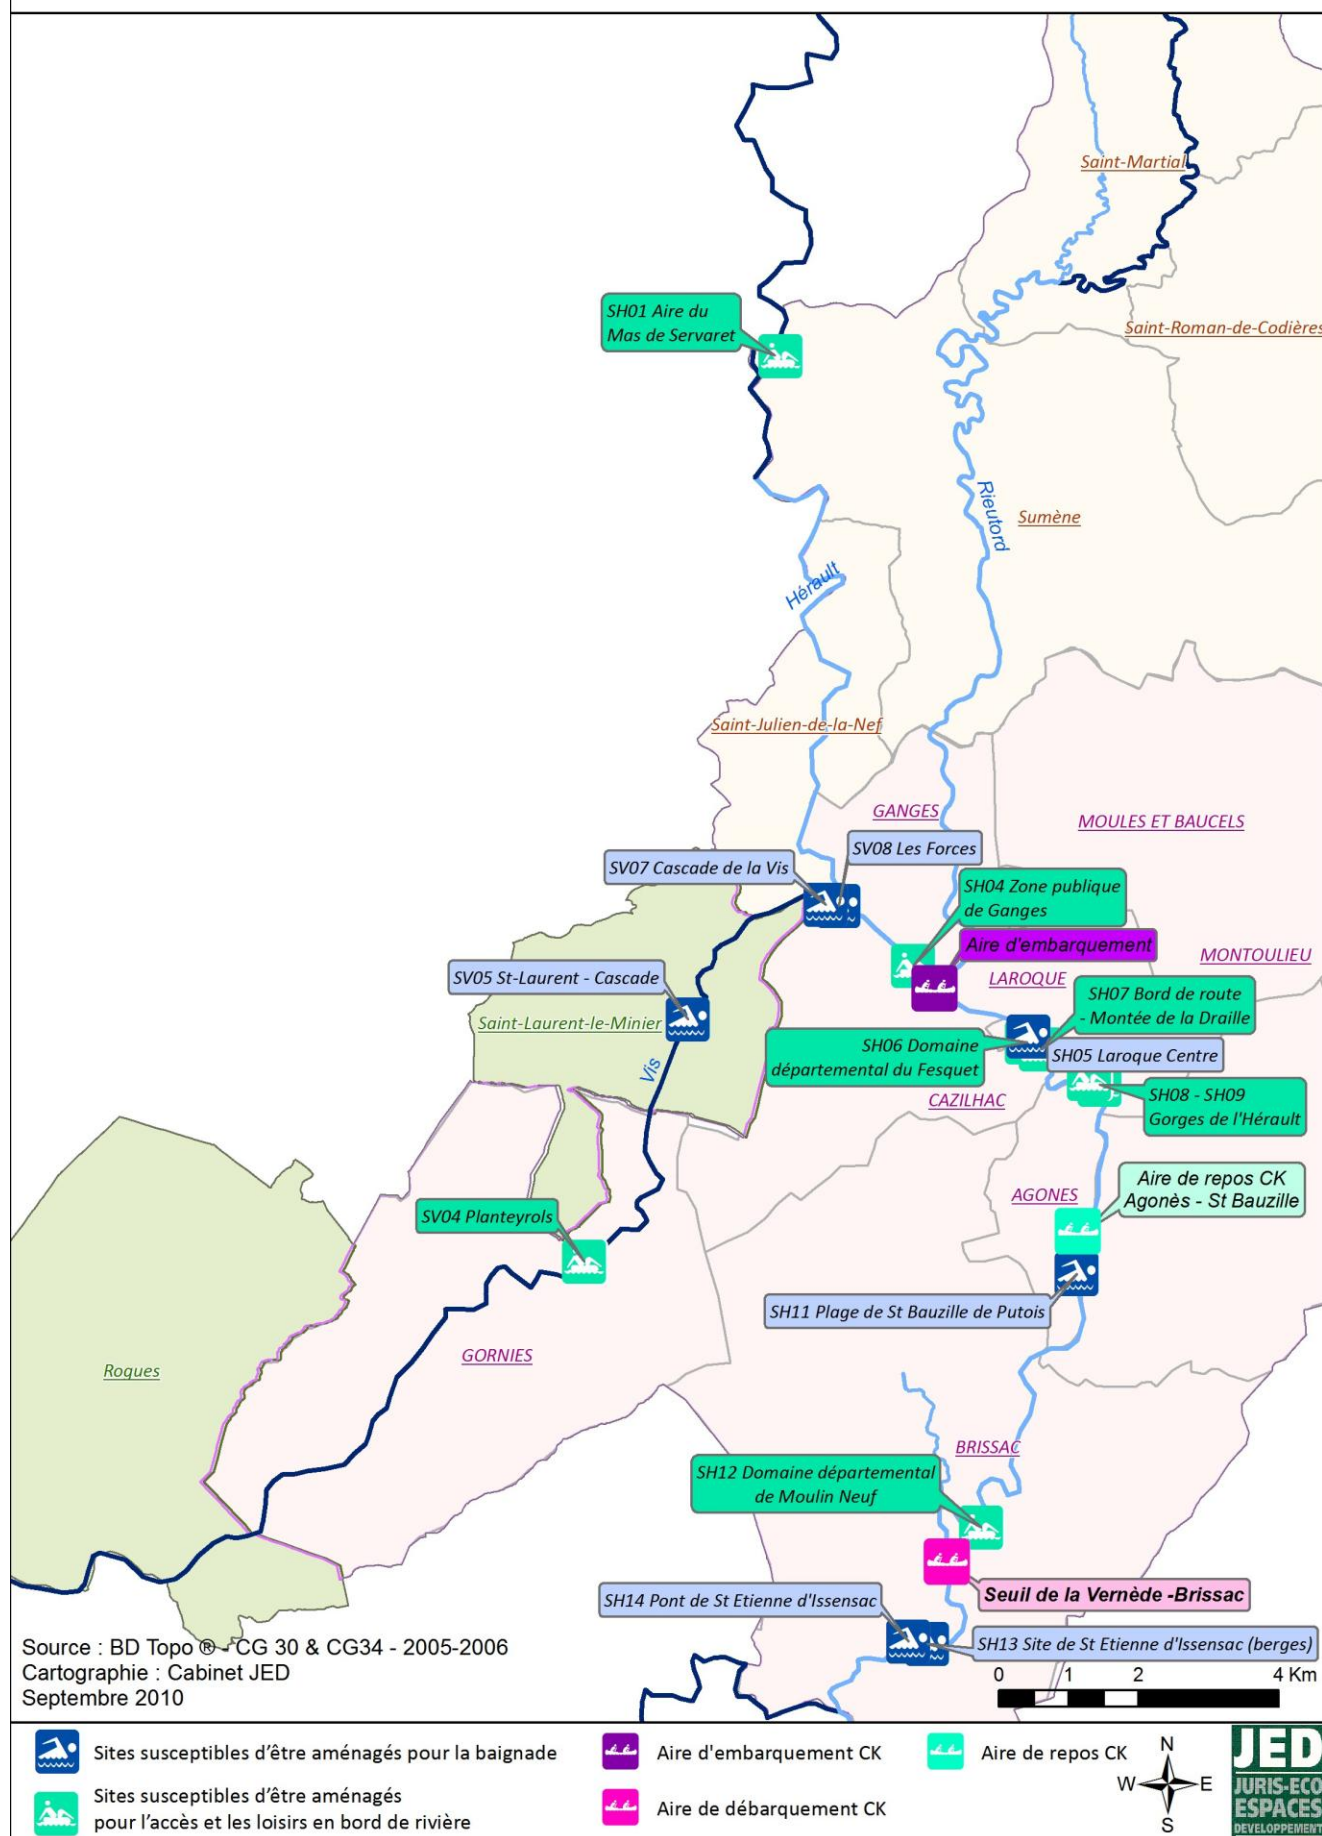 Saint-Martial
SH01 Aire du
Mas de Servaret
Saint-Roman-de-Codières
Rieutord
Sumène
Hérault
Saint-Julien-de-la-Nef
GANGES
MOULES ET BAUCELS
SV08 Les Forces
SV07 Cascade de la Vis
SH04 Zone publique
de Ganges
Aire d'embarquement
MONTOULIEU
SV05 St-Laurent - Cascade
LAROQUE
SH07 Bord de route
- Montée de la Draille
Saint-Laurent-le-Minier
SH06 Domaine
départemental du Fesquet
SH05 Laroque Centre
Vis
CAZILHAC
SH08 - SH09
Gorges de l'Hérault
AGONES
Aire de repos CK
Agonès - St Bauzille
SV04 Planteyrols
SH11 Plage de St Bauzille de Putois
Rogues
GORNIES
BRISSAC
SH12 Domaine départemental
de Moulin Neuf
Seuil de la Vernède -Brissac
SH14 Pont de St Etienne d'Issensac
SH13 Site de St Etienne d'Issensac (berges)
Source : BD Topo ® - CG 30 & CG34 - 2005-2006
Cartographie : Cabinet JED
Septembre 2010
0 1 2 4 Km
Sites susceptibles d'être aménagés pour la baignade
Sites susceptibles d'être aménagés
pour l'accès et les loisirs en bord de rivière
Aire d'embarquement CK
Aire de débarquement CK
Aire de repos CK
N
W E
S
JED
JURIS-ECO
ESPACES
DEVELOPPEMENT